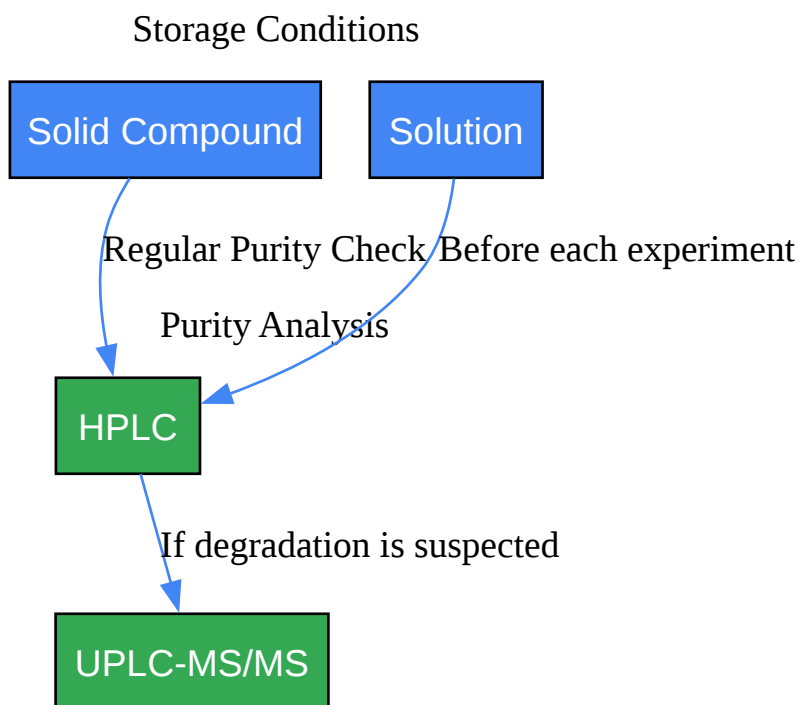 Storage Conditions
Solid Compound
Solution
Regular Purity Check
Before each experiment
Purity Analysis
HPLC
If degradation is suspected
UPLC-MS/MS